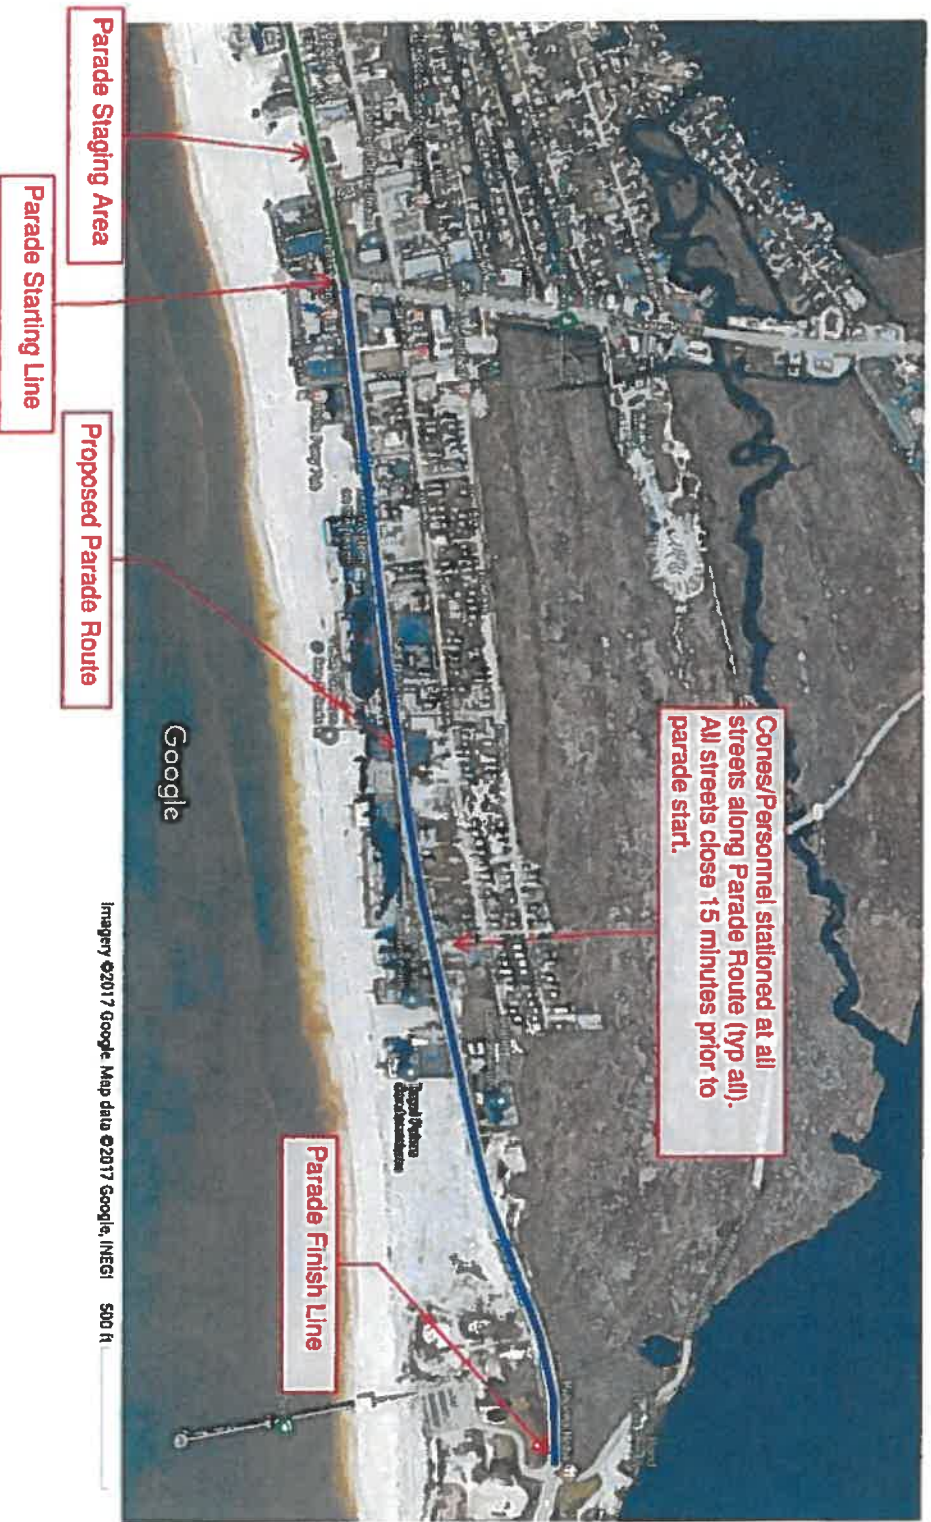 Cones/Personnel stationed at all
streets along Parade Route (typ all).
All streets close 15 minutes prior to
parade start.
Parade Finish Line
Proposed Parade Route
Parade Staging Area
Parade Starting Line
Google
Imagery ©2017 Google, Map data ©2017 Google, INEGI 500 ft